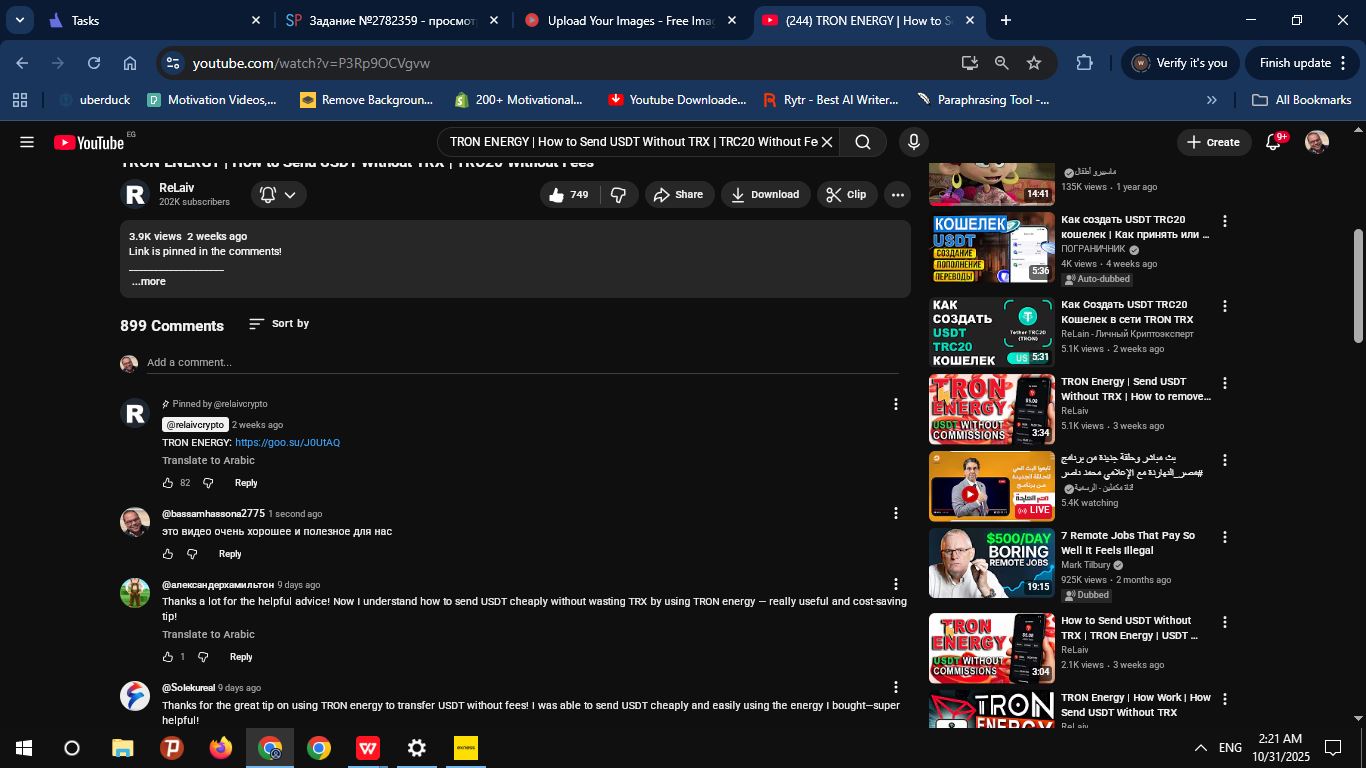 Tasks
Задание №2782359 - просмот
Upload Your Images - Free Imag
(244) TRON ENERGY | How to S
youtube.com/watch?v=P3Rp9OCVgvw
Verify it's you
Finish update
uberduck
Motivation Videos,...
Remove Backgroun...
200+ Motivational...
Youtube Downloade...
Rytr - Best AI Writer...
Paraphrasing Tool -...
All Bookmarks
YouTube EG
TRON ENERGY | How to Send USDT Without TRX | TRC20 Without Fe
Create
9+
TRON ENERGY | How to Send USDT Without TRX | TRC20 Without Fees
ReLaiv
202K subscribers
749
Share
Download
Clip
3.9K views 2 weeks ago
Link is pinned in the comments!
___________________
...more
899 Comments
Sort by
Add a comment...
Pinned by @relaivcrypto
@relaivcrypto 2 weeks ago
TRON ENERGY: https://goo.su/J0UtAQ
Translate to Arabic
82
Reply
@bassamhassona2775 1 second ago
это видео очень хорошее и полезное для нас
Reply
@александерхамильтон 9 days ago
Thanks a lot for the helpful advice! Now I understand how to send USDT cheaply without wasting TRX by using TRON energy — really useful and cost-saving
tip!
Translate to Arabic
1
Reply
@Solekureal 9 days ago
Thanks for the great tip on using TRON energy to transfer USDT without fees! I was able to send USDT cheaply and easily using the energy I bought—super
helpful!
14:41
ماسبيرو أطفال
135K views · 1 year ago
КОШЕЛЕК
USDT
СОЗДАНИЕ
ПОПОЛНЕНИЕ
ПЕРЕВОДЫ
5:36
Как создать USDT TRC20
кошелек | Как принять или ...
ПОГРАНИЧНИК
4K views · 4 weeks ago
Auto-dubbed
КАК
СОЗДАТЬ
USDT
TRC20
КОШЕЛЕК
Tether TRC20
(TRON)
US
5:31
Как Создать USDT TRC20
Кошелек в сети TRON TRX
ReLain - Личный Криптоэксперт
5.1K views · 2 weeks ago
TRON
ENERGY
USDT WITHOUT
COMMISSIONS
3:34
TRON Energy | Send USDT
Without TRX | How to remove...
ReLaiv
5.1K views · 3 weeks ago
LIVE
بث مباشر وحلقة جديدة من برنامج
#مصر_النهاردة مع الإعلامي محمد ناصر
قناة مكملين - الرسمية
5.4K watching
$500/DAY
BORING
REMOTE JOBS
19:15
7 Remote Jobs That Pay So
Well It Feels Illegal
Mark Tilbury
925K views · 2 months ago
Dubbed
TRON
ENERGY
USDT WITHOUT
COMMISSIONS
3:04
How to Send USDT Without
TRX | TRON Energy | USDT ...
ReLaiv
2.1K views · 3 weeks ago
TRON
ENERGY
TRON Energy | How Work | How
Send USDT Without TRX
ReLaiv
exness
ENG
2:21 AM
10/31/2025